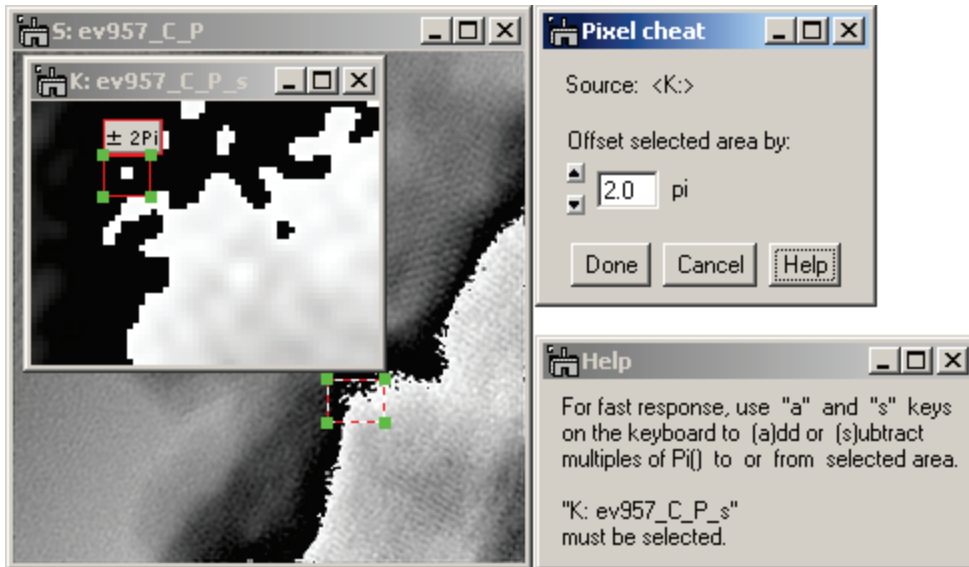 S: ev957_C_P
K: ev957_C_P_s
± 2Pi
Pixel cheat
Source: <K:>
Offset selected area by:
2.0 pi
Done Cancel Help
Help
For fast response, use "a" and "s" keys
on the keyboard to (a)dd or (s)ubtract
multiples of Pi() to or from selected area.
"K: ev957_C_P_s"
must be selected.